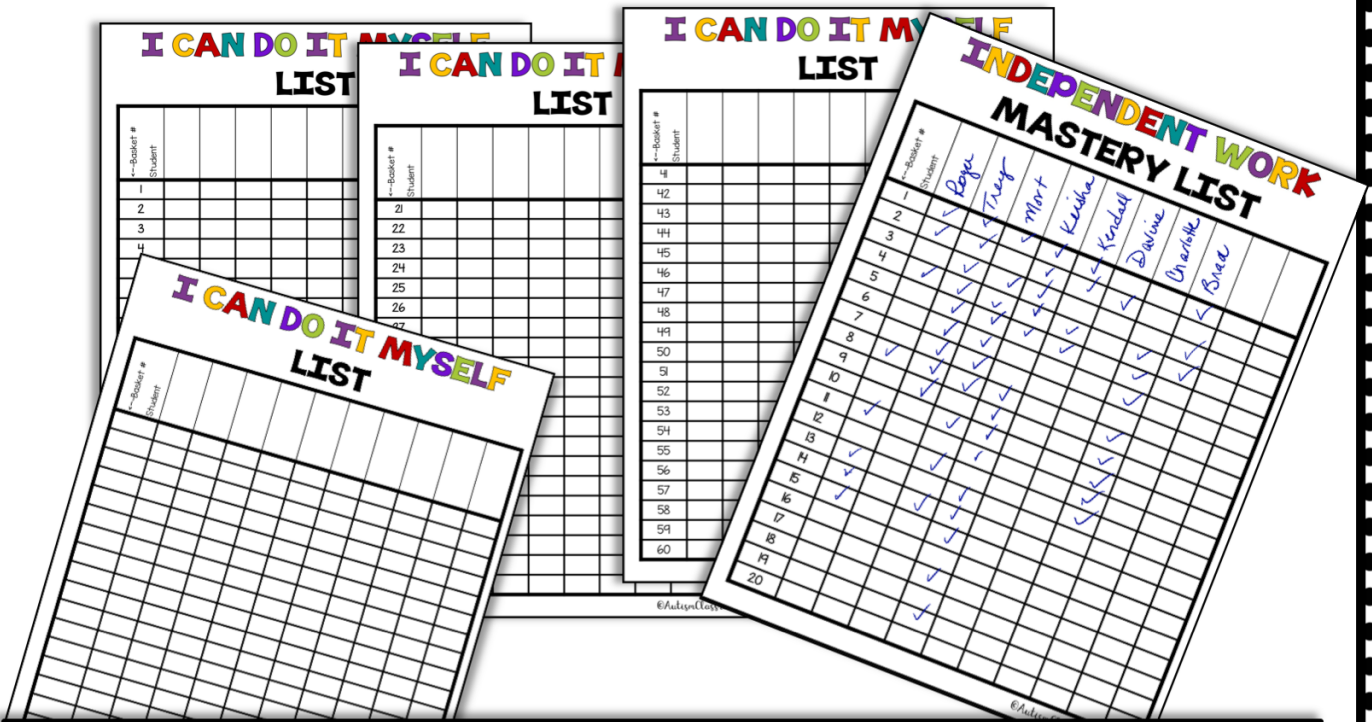 I CAN DO IT MYSELF
LIST
<--Basket #
Student
1
2
3
4
I CAN DO IT
LIST
<--Basket #
Student
21
22
23
24
25
26
27
I CAN DO IT MYSELF
LIST
<--Basket #
Student
41
42
43
44
45
46
47
48
49
50
51
52
53
54
55
56
57
58
59
60
INDEPENDENT WORK
MASTERY LIST
<--Basket #
Student
Roger
Trey
Mort
Keisha
Kendall
Davine
Charlotte
Brad
1
2
3
4
5
6
7
8
9
10
11
12
13
14
15
16
17
18
19
20
I CAN DO IT MYSELF
LIST
<--Basket #
Student